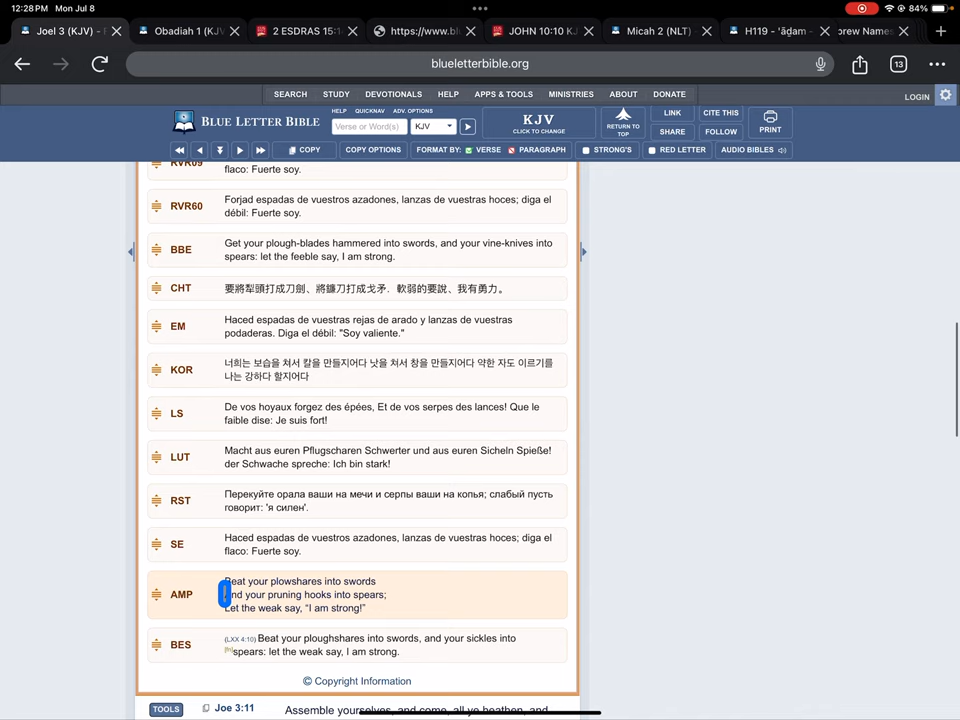 12:28 PM Mon Jul 8
84%
Joel 3 (KJV) - F
Obadiah 1 (KJV
2 ESDRAS 15:1
https://www.bl
JOHN 10:10 KJ
Micah 2 (NLT)
H119 - 'āḏam -
brew Names
blueletterbible.org
13
SEARCH STUDY DEVOTIONALS HELP APPS & TOOLS MINISTRIES ABOUT DONATE
LOGIN
BLUE LETTER BIBLE
HELP QUICKNAV ADV. OPTIONS
Verse or Word(s)
KJV
KJV
CLICK TO CHANGE
RETURN TO TOP
LINK
CITE THIS
SHARE
FOLLOW
PRINT
COPY
COPY OPTIONS
FORMAT BY: VERSE PARAGRAPH
STRONG'S
RED LETTER
AUDIO BIBLES
RVR09
flaco: Fuerte soy.
RVR60
Forjad espadas de vuestros azadones, lanzas de vuestras hoces; diga el
débil: Fuerte soy.
BBE
Get your plough-blades hammered into swords, and your vine-knives into
spears: let the feeble say, I am strong.
CHT
要將犁頭打成刀劍、將鐮刀打成戈矛．軟弱的要說、我有勇力。
EM
Haced espadas de vuestras rejas de arado y lanzas de vuestras
podaderas. Diga el débil: "Soy valiente."
KOR
너희는 보습을 쳐서 칼을 만들지어다 낫을 쳐서 창을 만들지어다 약한 자도 이르기를
나는 강하다 할지어다
LS
De vos hoyaux forgez des épées, Et de vos serpes des lances! Que le
faible dise: Je suis fort!
LUT
Macht aus euren Pflugscharen Schwerter und aus euren Sicheln Spieße!
der Schwache spreche: Ich bin stark!
RST
Перекуйте орала ваши на мечи и серпы ваши на копья; слабый пусть
говорит: 'я силен'.
SE
Haced espadas de vuestros azadones, lanzas de vuestras hoces; diga el
flaco: Fuerte soy.
AMP
Beat your plowshares into swords
And your pruning hooks into spears;
Let the weak say, “I am strong!”
BES
(LXX 4:10) Beat your ploughshares into swords, and your sickles into
[fn]spears: let the weak say, I am strong.
© Copyright Information
TOOLS
Joe 3:11
Assemble yourselves, and come, all ye heathen, and